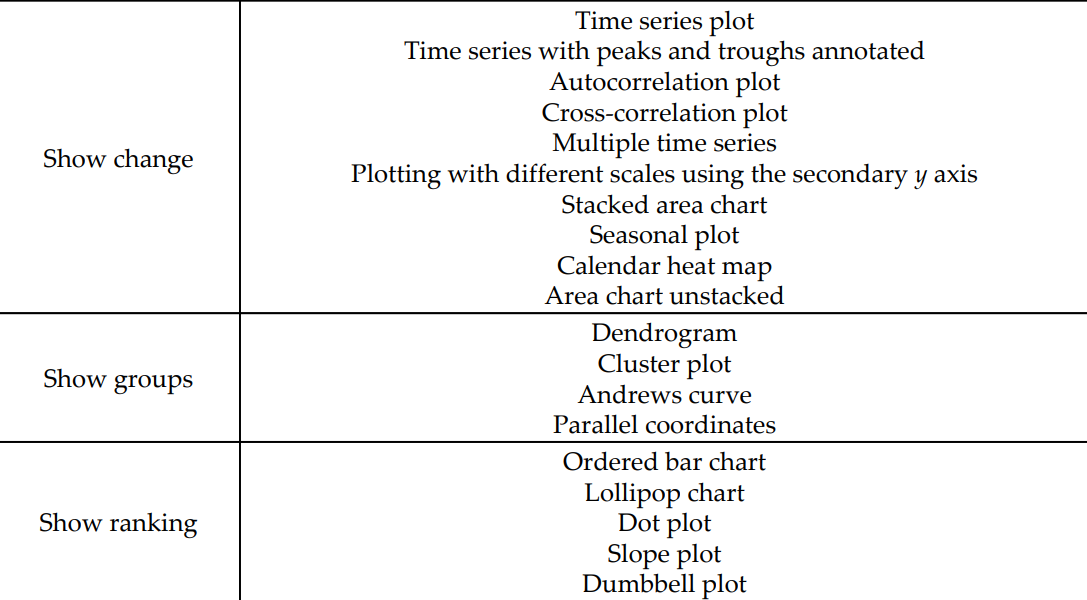 Show change
Time series plot
Time series with peaks and troughs annotated
Autocorrelation plot
Cross-correlation plot
Multiple time series
Plotting with different scales using the secondary y axis
Stacked area chart
Seasonal plot
Calendar heat map
Area chart unstacked
Show groups
Dendrogram
Cluster plot
Andrews curve
Parallel coordinates
Show ranking
Ordered bar chart
Lollipop chart
Dot plot
Slope plot
Dumbbell plot